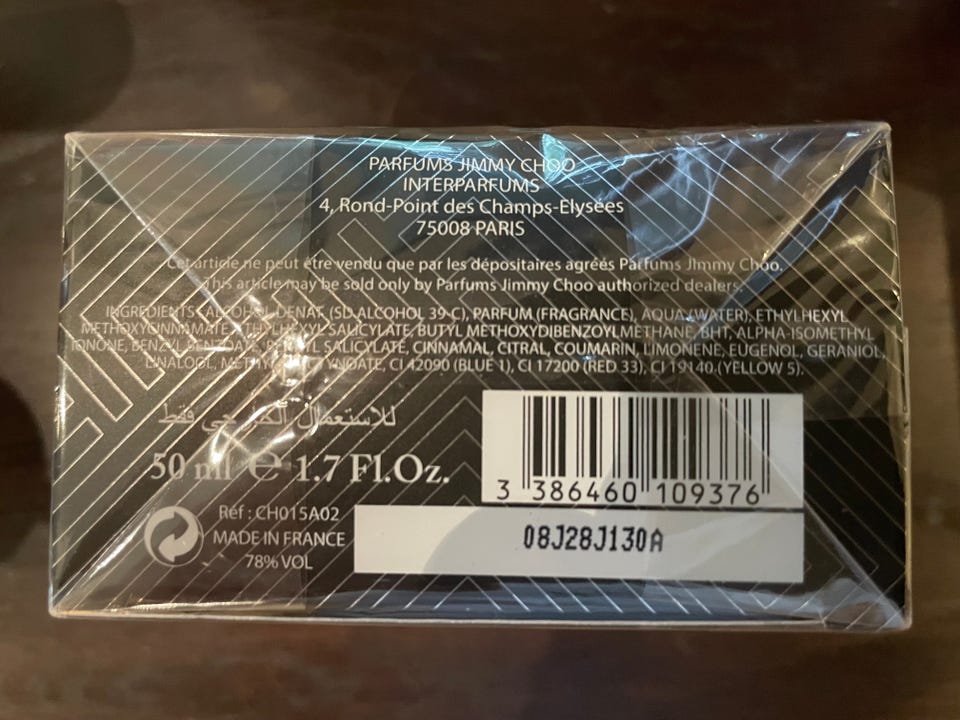 PARFUMS JIMMY CHOO
INTERPARFUMS
4, Rond-Point des Champs-Elysées
75008 PARIS
Cet article ne peut être vendu que par les dépositaires agréés Parfums Jimmy Choo.
This article may be sold only by Parfums Jimmy Choo authorized dealers.
INGREDIENTS: ALCOHOL DENAT. (SD ALCOHOL 39-C), PARFUM (FRAGRANCE), AQUA (WATER), ETHYLHEXYL
METHOXYCINNAMATE, ETHYLHEXYL SALICYLATE, BUTYL METHOXYDIBENZOYLMETHANE, BHT, ALPHA-ISOMETHYL
IONONE, BENZYL BENZOATE, SALICYLATE, CINNAMAL, CITRAL, COUMARIN, LIMONENE, EUGENOL, GERANIOL,
LINALOOL, CI 42090 (BLUE 1), CI 17200 (RED 33), CI 19140 (YELLOW 5).
للاستعمال الخارجي فقط
50 ml e 1.7 Fl.Oz.
3 386460 109376
Réf : CH015A02
MADE IN FRANCE
78% VOL
08J28J130A